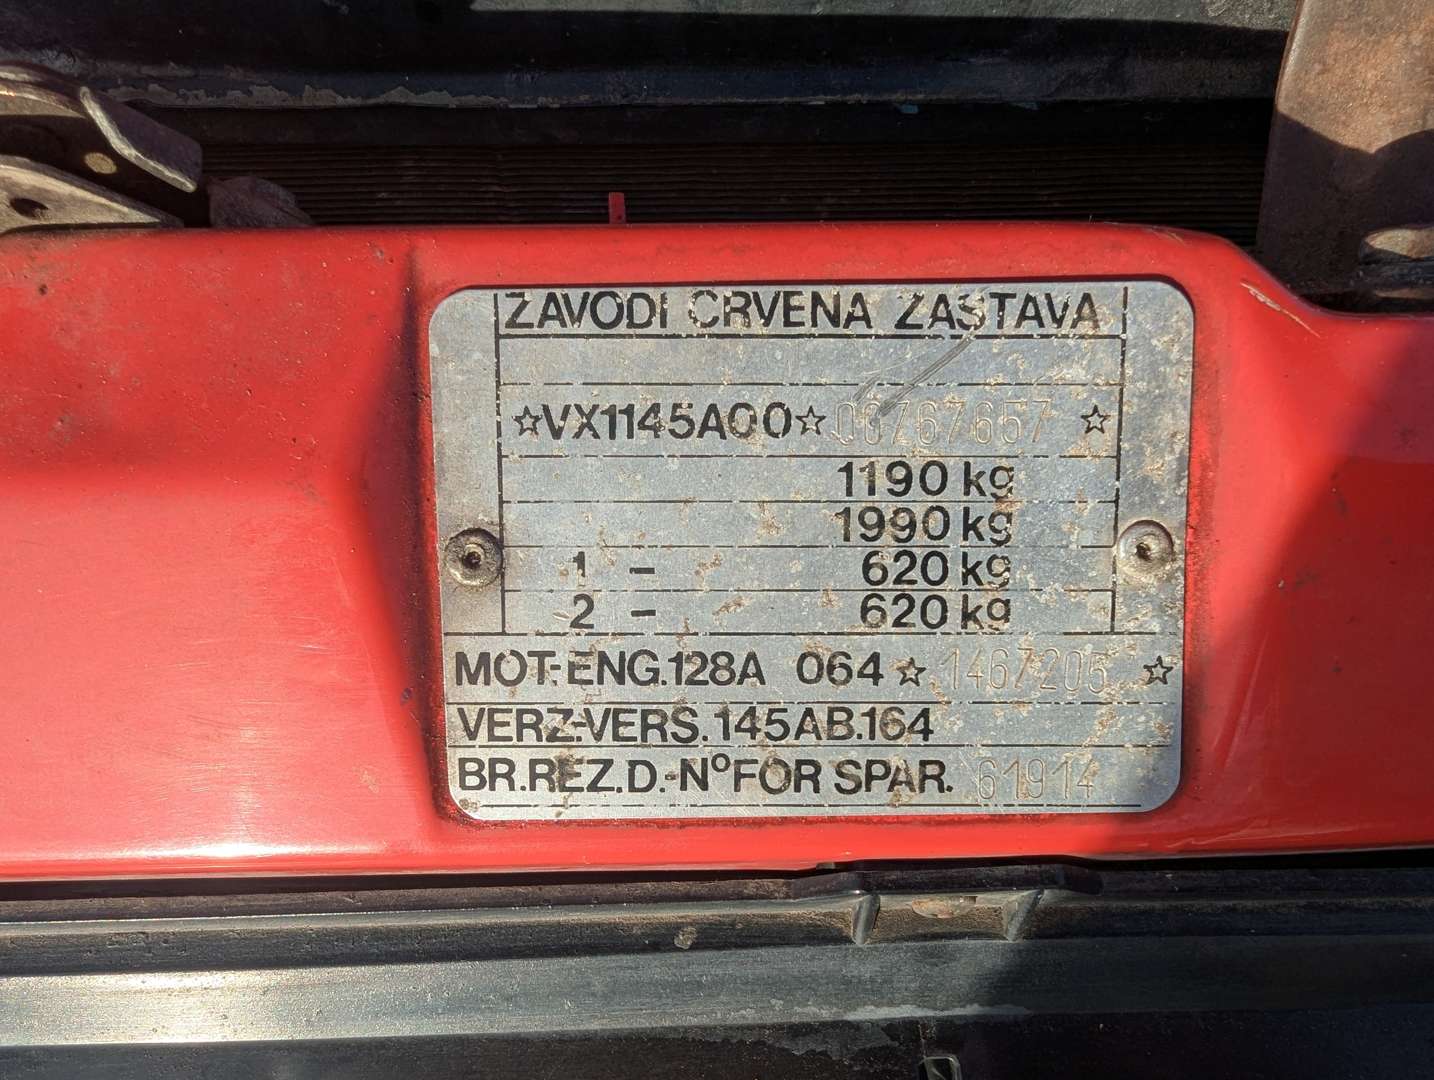 ZAVODI CRVENA ZASTAVA
☆VX1145A00☆00767657 ☆
1190 kg
1990 kg
1 - 620 kg
2 - 620 kg
MOT.-ENG.128A 064 ☆ 1467205 ☆
VERZ-VERS.145AB.164
BR.REZ.D.-N° FOR SPAR. 61914